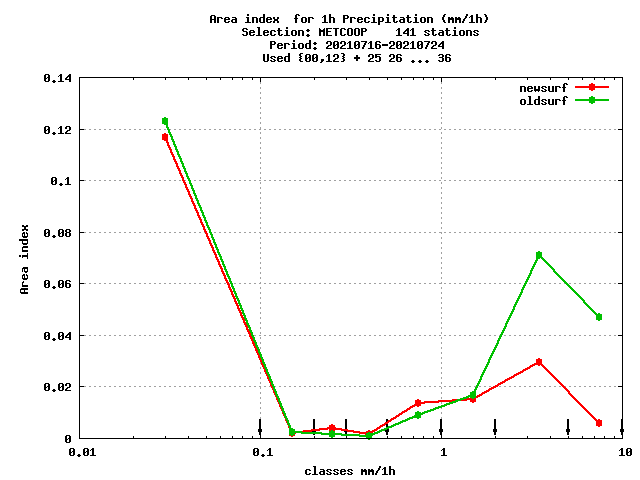 Area index  for 1h Precipitation (mm/1h)
Selection: METCOOP    141 stations
Period: 20210716-20210724
Used {00,12} + 25 26 ... 36
newsurf
oldsurf
0.14
0.12
0.1
0.08
0.06
0.04
0.02
0
Area index
0.01 0.1 1 10
classes mm/1h